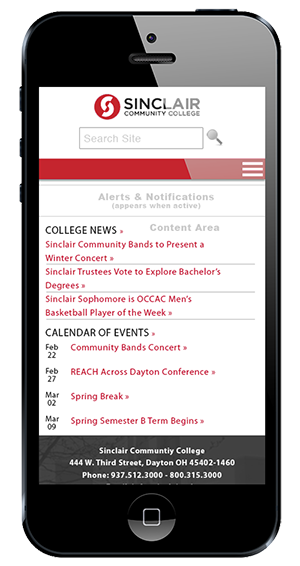 SINCLAIR
COMMUNITY COLLEGE
Search Site
Alerts & Notifications
(appears when active)
Content Area
COLLEGE NEWS »
Sinclair Community Bands to Present a
Winter Concert »
Sinclair Trustees Vote to Explore Bachelor's
Degrees »
Sinclair Sophomore is OCCAC Men's
Basketball Player of the Week »
CALENDAR OF EVENTS »
Feb
22
Community Bands Concert »
Feb
27
REACH Across Dayton Conference »
Mar
02
Spring Break »
Mar
09
Spring Semester B Term Begins »
Sinclair Communtiy College
444 W. Third Street, Dayton OH 45402-1460
Phone: 937.512.3000 - 800.315.3000